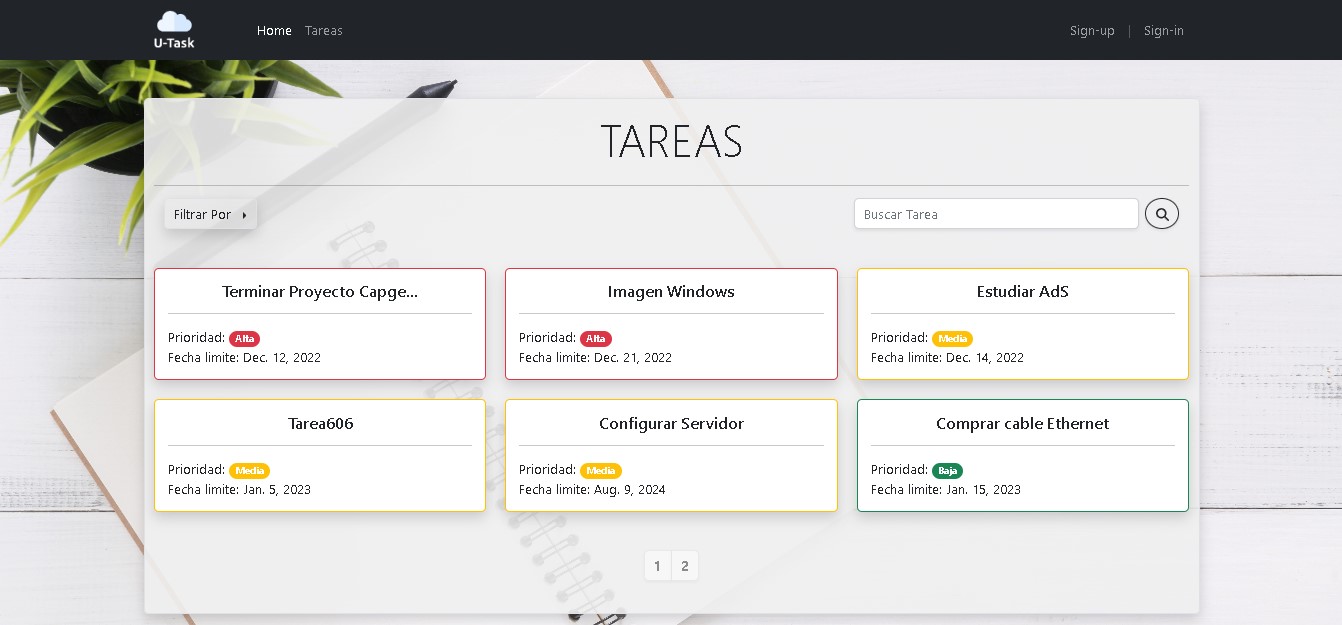 U-Task
Home Tareas Sign-up | Sign-in
TAREAS
Filtrar Por
Buscar Tarea
Terminar Proyecto Capge...
Prioridad: Alta
Fecha limite: Dec. 12, 2022
Imagen Windows
Prioridad: Alta
Fecha limite: Dec. 21, 2022
Estudiar AdS
Prioridad: Media
Fecha limite: Dec. 14, 2022
Tarea606
Prioridad: Media
Fecha limite: Jan. 5, 2023
Configurar Servidor
Prioridad: Media
Fecha limite: Aug. 9, 2024
Comprar cable Ethernet
Prioridad: Baja
Fecha limite: Jan. 15, 2023
1 2